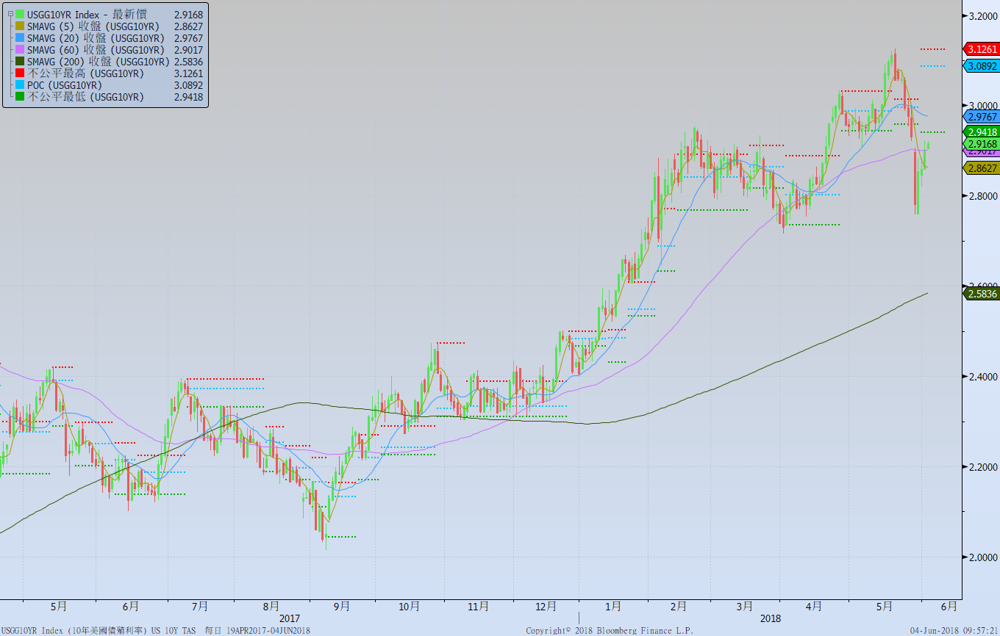 USGG10YR Index - 最新價 2.9168
SMAVG (5) 收盤 (USGG10YR) 2.8627
SMAVG (20) 收盤 (USGG10YR) 2.9767
SMAVG (60) 收盤 (USGG10YR) 2.9017
SMAVG (200) 收盤 (USGG10YR) 2.5836
不公平最高 (USGG10YR) 3.1261
POC (USGG10YR) 3.0892
不公平最低 (USGG10YR) 2.9418
3.2000
3.1261
3.0892
3.0000
2.9767
2.9418
2.9168
2.9017
2.8627
2.8000
2.6000
2.5836
2.4000
2.2000
2.0000
5月 6月 7月 8月 9月 10月 11月 12月 1月 2月 3月 4月 5月 6月
2017 2018
USGG10YR Index (10年美國債殖利率) US 10Y TAS 每日 19APR2017-04JUN2018 Copyright© 2018 Bloomberg Finance L.P. 04-Jun-2018 09:57:21